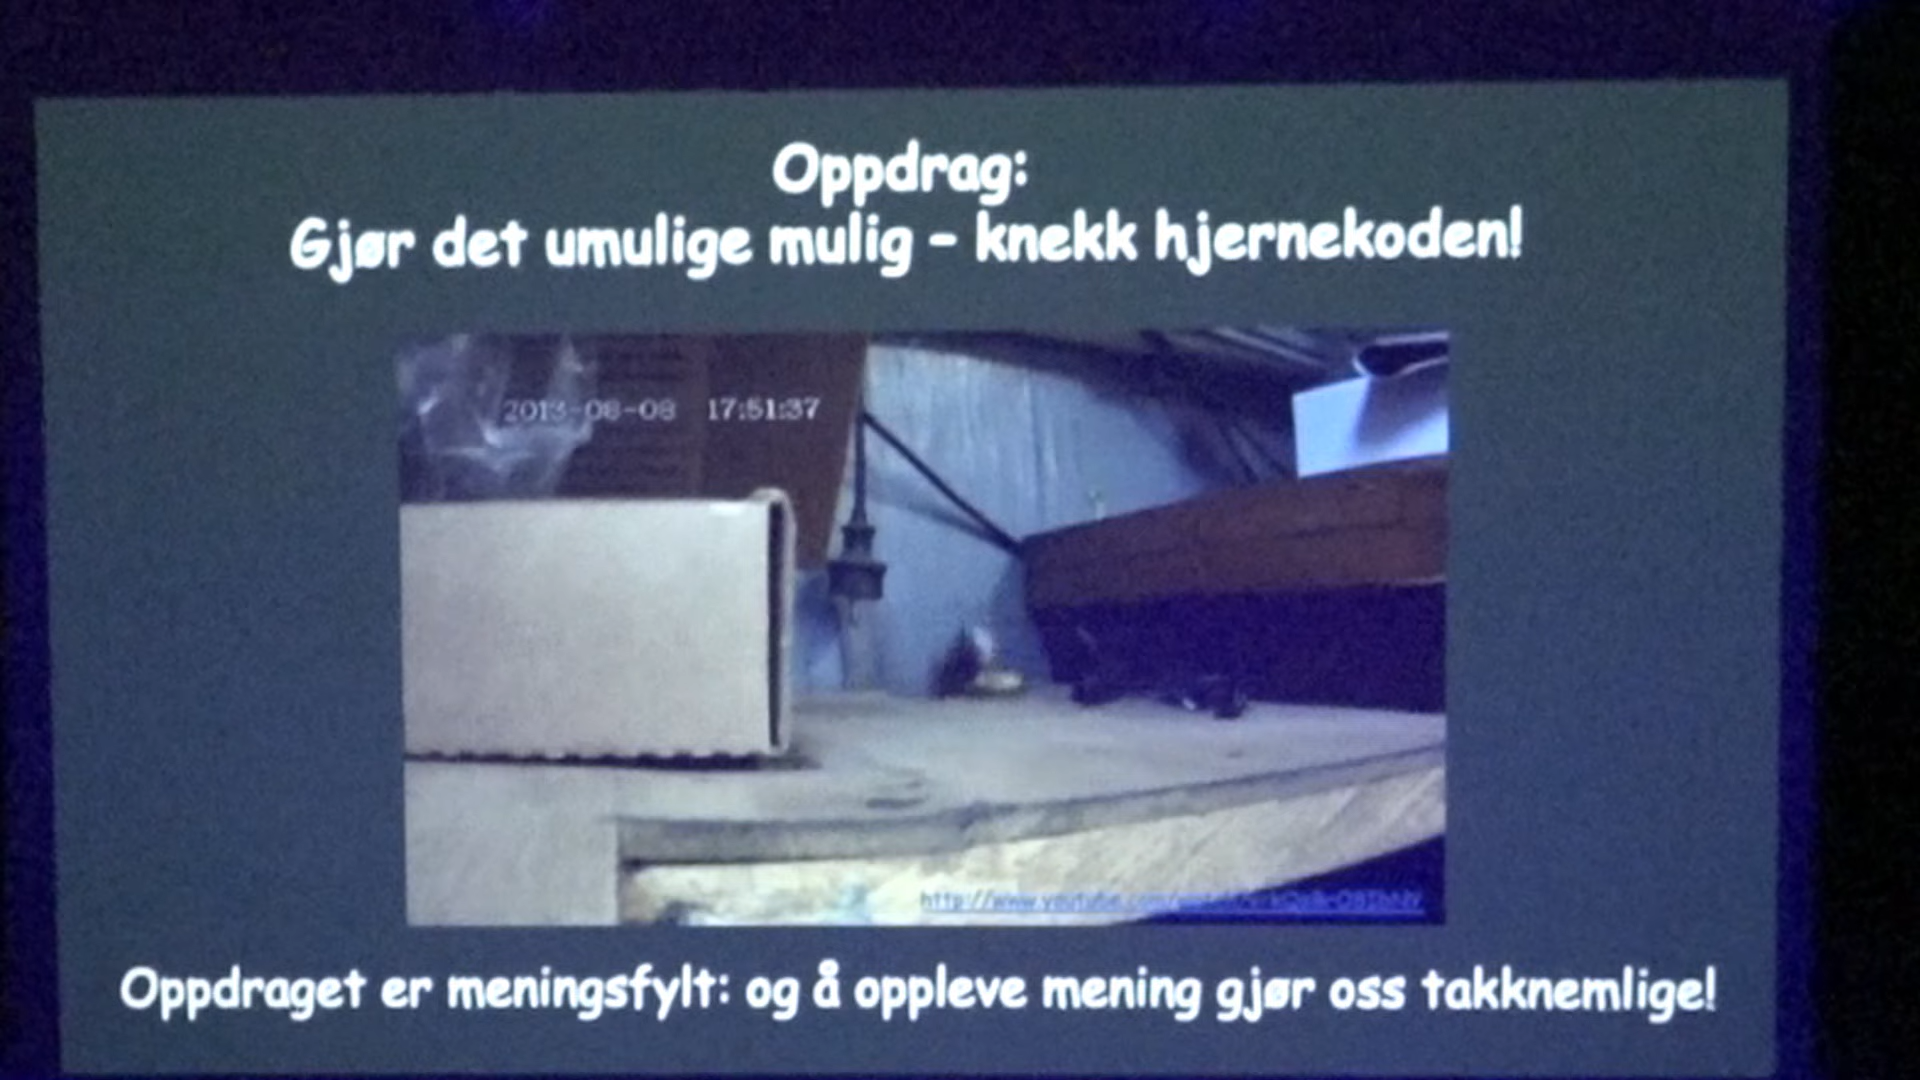 Oppdrag:
Gjør det umulige mulig - knekk hjernekoden!
2013-08-08 17:51:37
Oppdraget er meningsfylt: og å oppleve mening gjør oss takknemlige!